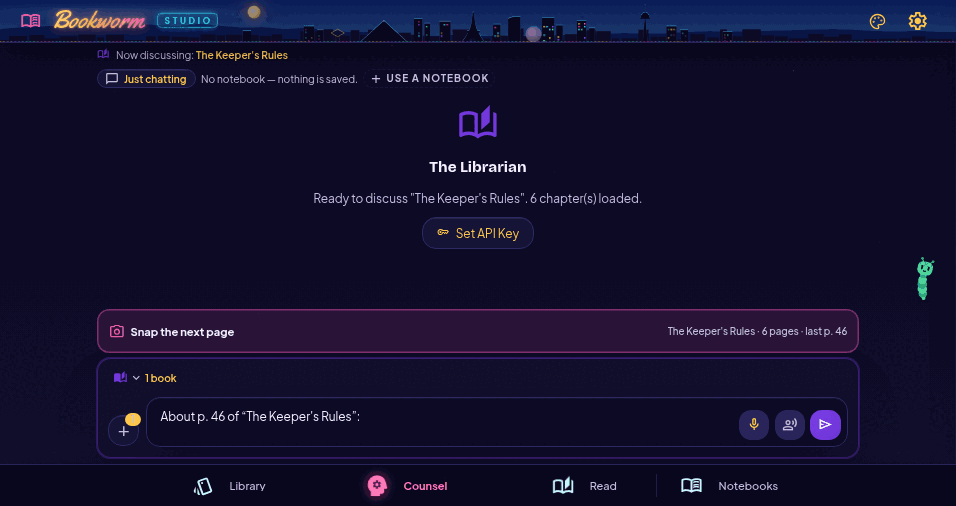 Bookworm STUDIO
Now discussing: The Keeper's Rules
Just chatting No notebook — nothing is saved. + USE A NOTEBOOK
The Librarian
Ready to discuss "The Keeper's Rules". 6 chapter(s) loaded.
Set API Key
Snap the next page The Keeper's Rules · 6 pages · last p. 46
1 book
About p. 46 of “The Keeper's Rules”:
Library Counsel Read Notebooks